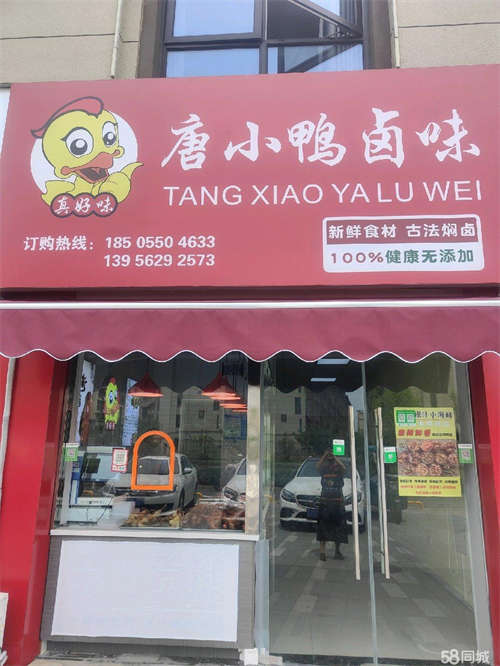 唐小鸭卤味
TANG XIAO YA LU WEI
真好味
订购热线: 185 0550 4633
139 5629 2573
新鲜食材 古法焖卤
100%健康无添加
58同城